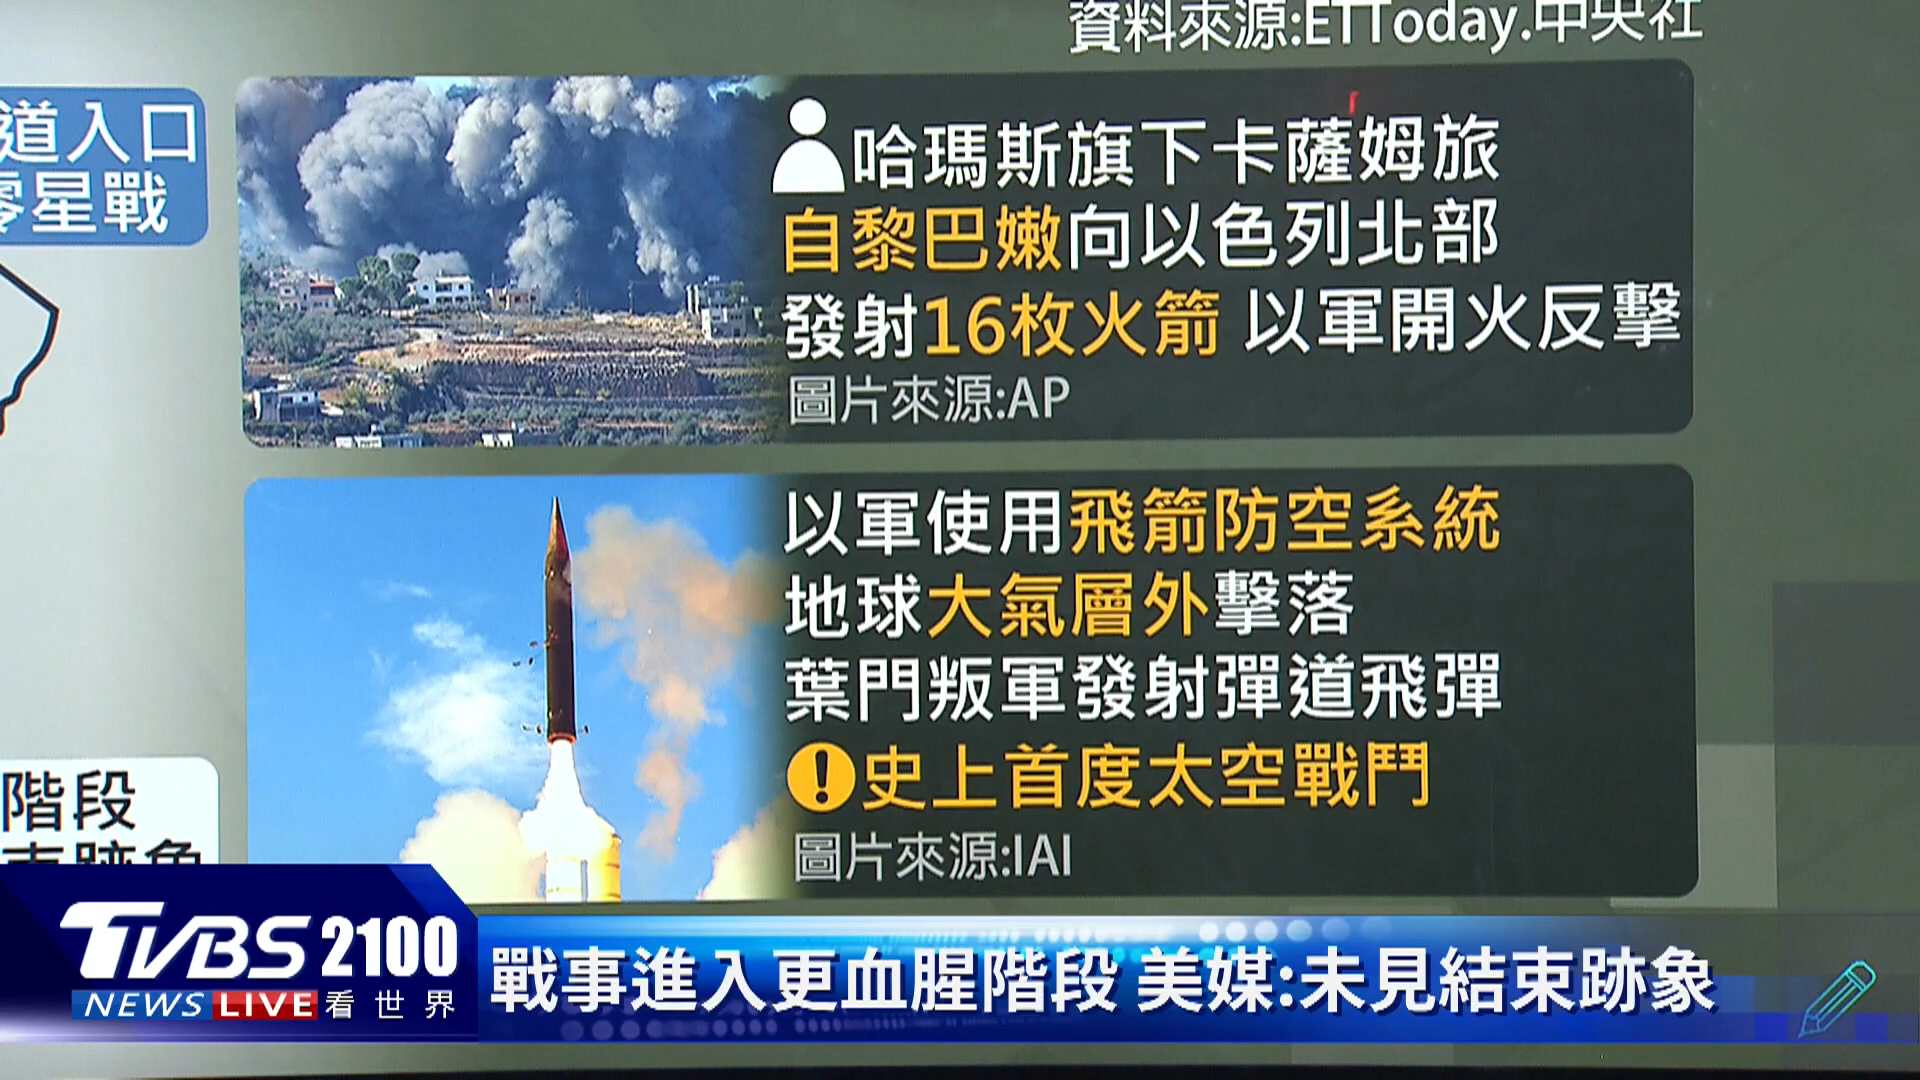 資料來源:ETToday.中央社
道入口
零星戰
哈瑪斯旗下卡薩姆旅
自黎巴嫩向以色列北部
發射16枚火箭 以軍開火反擊
圖片來源:AP
以軍使用飛箭防空系統
地球大氣層外擊落
葉門叛軍發射彈道飛彈
!史上首度太空戰鬥
圖片來源:IAI
階段
束跡象
TVBS 2100
NEWS LIVE 看世界
戰事進入更血腥階段 美媒:未見結束跡象